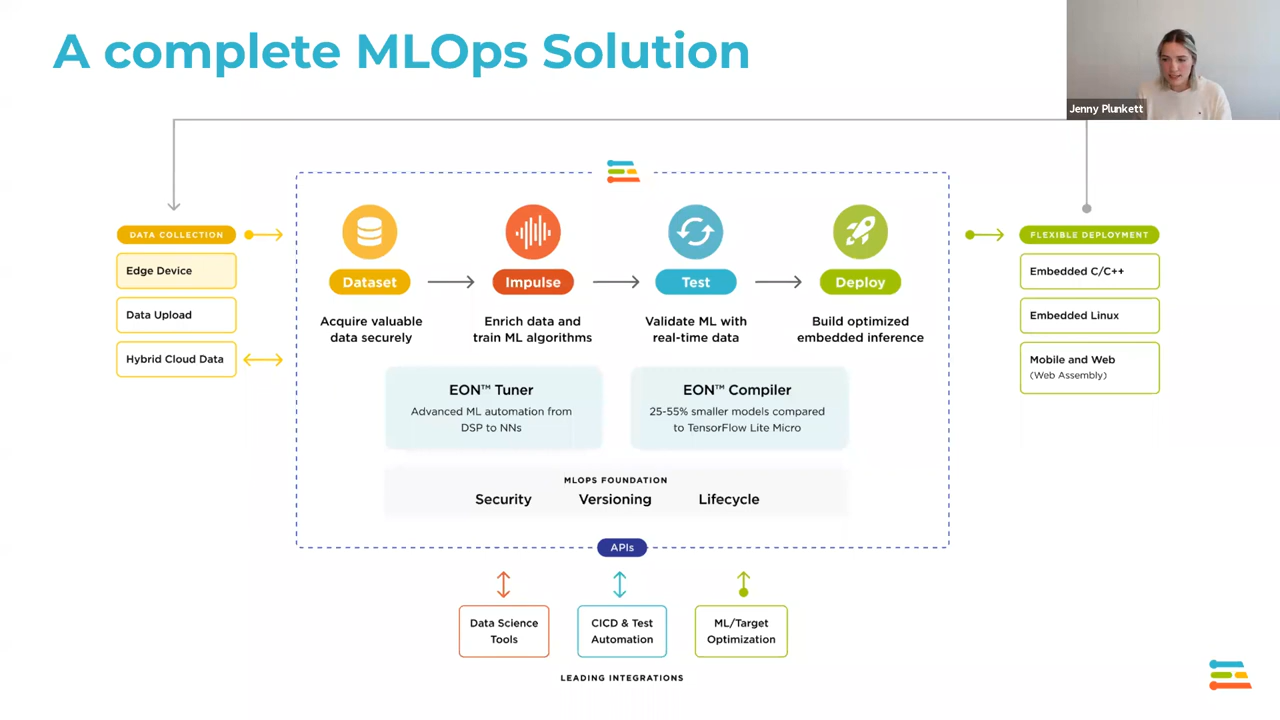 A complete MLOps Solution
Jenny Plunkett
DATA COLLECTION
Edge Device
Data Upload
Hybrid Cloud Data
Dataset
Impulse
Test
Deploy
Acquire valuable
data securely
Enrich data and
train ML algorithms
Validate ML with
real-time data
Build optimized
embedded inference
EON™ Tuner
Advanced ML automation from
DSP to NNs
EON™ Compiler
25-55% smaller models compared
to TensorFlow Lite Micro
MLOPS FOUNDATION
Security Versioning Lifecycle
APIs
Data Science
Tools
CICD & Test
Automation
ML/Target
Optimization
LEADING INTEGRATIONS
FLEXIBLE DEPLOYMENT
Embedded C/C++
Embedded Linux
Mobile and Web
(Web Assembly)